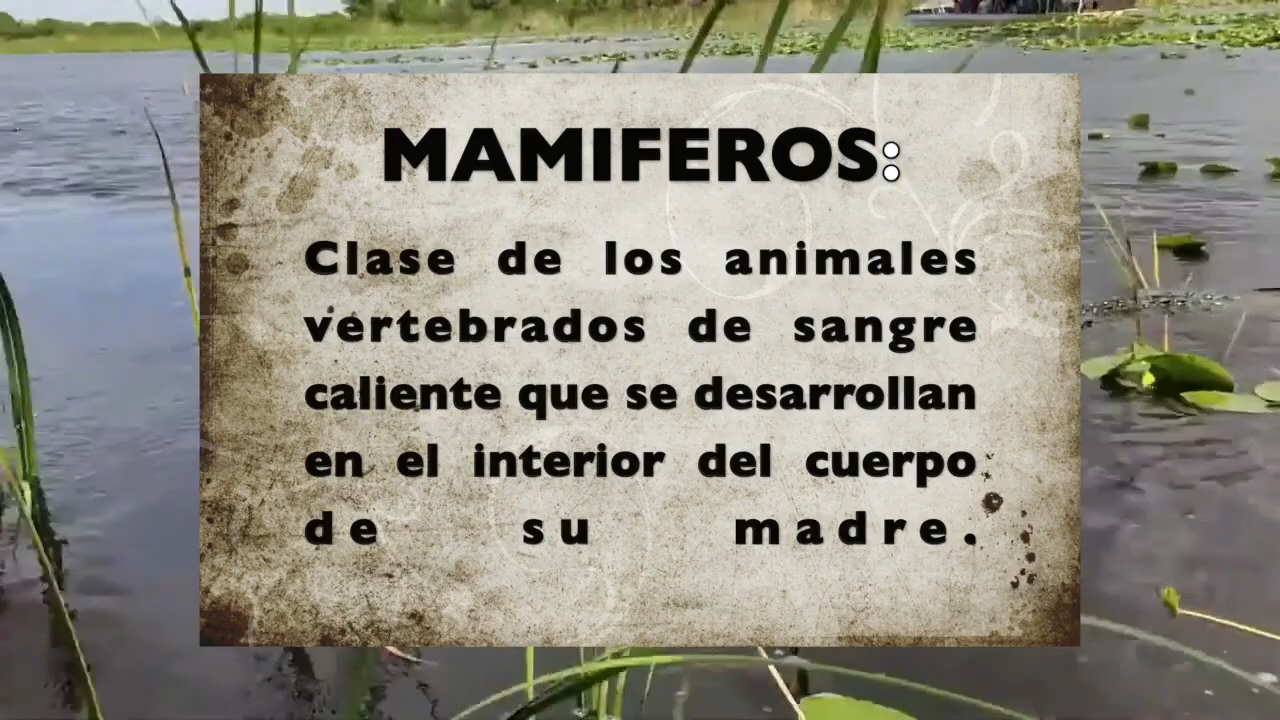 MAMIFEROS:
Clase de los animales
vertebrados de sangre
caliente que se desarrollan
en el interior del cuerpo
de su madre.